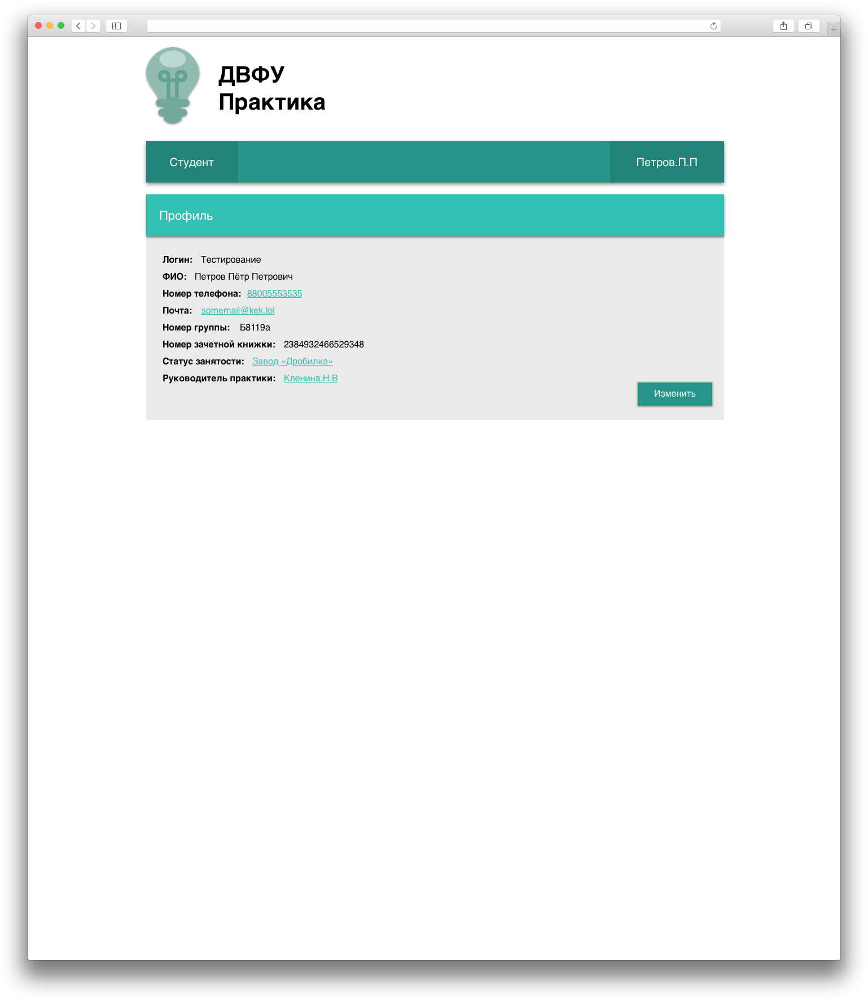 ДВФУ
Практика
Студент
Петров.П.П
Профиль
Логин: Тестирование
ФИО: Петров Пётр Петрович
Номер телефона: 88005553535
Почта: somemail@kek.lol
Номер группы: Б8119а
Номер зачетной книжки: 2384932466529348
Статус занятости: Завод «Дробилка»
Руководитель практики: Кленина.Н.В
Изменить